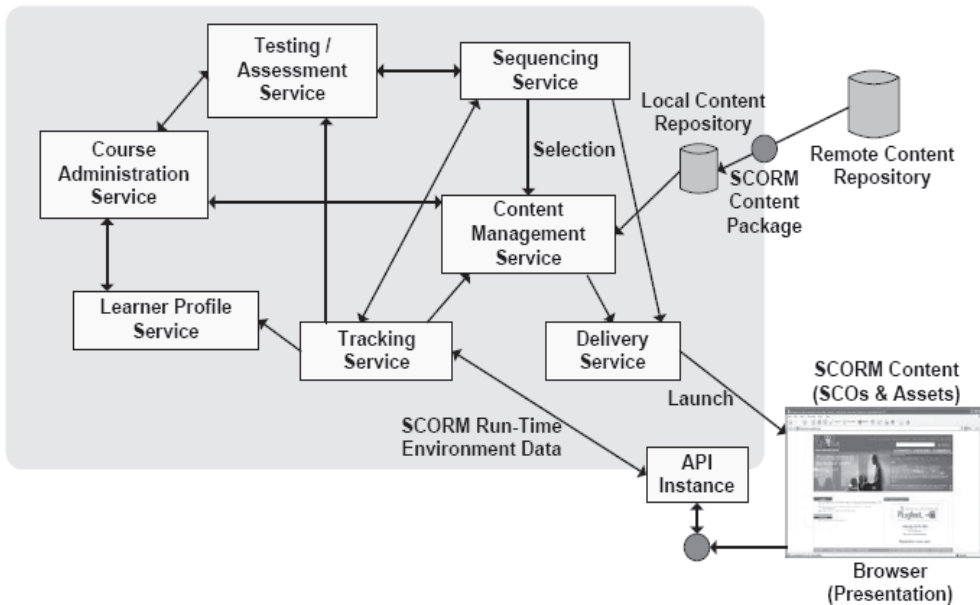 Testing /
Assessment
Service
Sequencing
Service
Local Content
Repository
Remote Content
Repository
Course
Administration
Service
Selection
SCORM
Content
Package
Content
Management
Service
Learner Profile
Service
Tracking
Service
Delivery
Service
Launch
SCORM Content
(SCOs & Assets)
SCORM Run-Time
Environment Data
API
Instance
Browser
(Presentation)